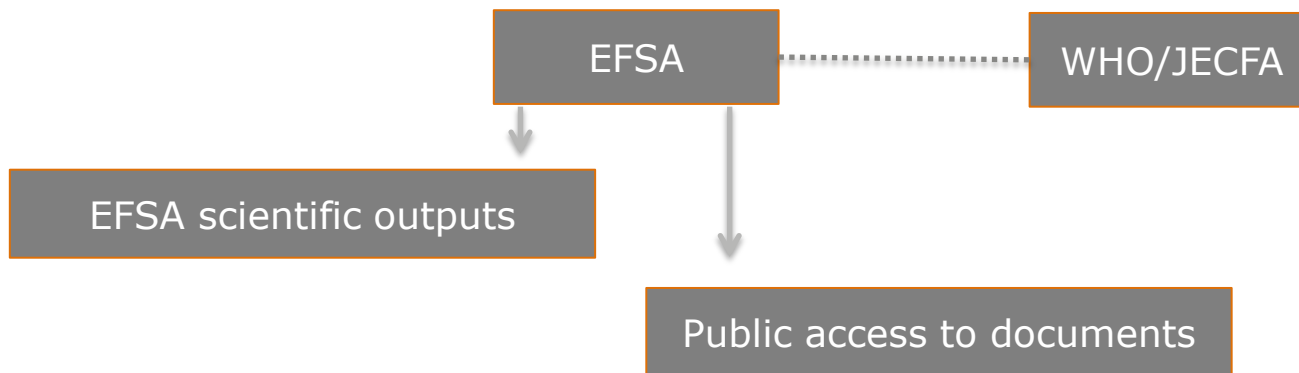 EFSA
WHO/JECFA
EFSA scientific outputs
Public access to documents